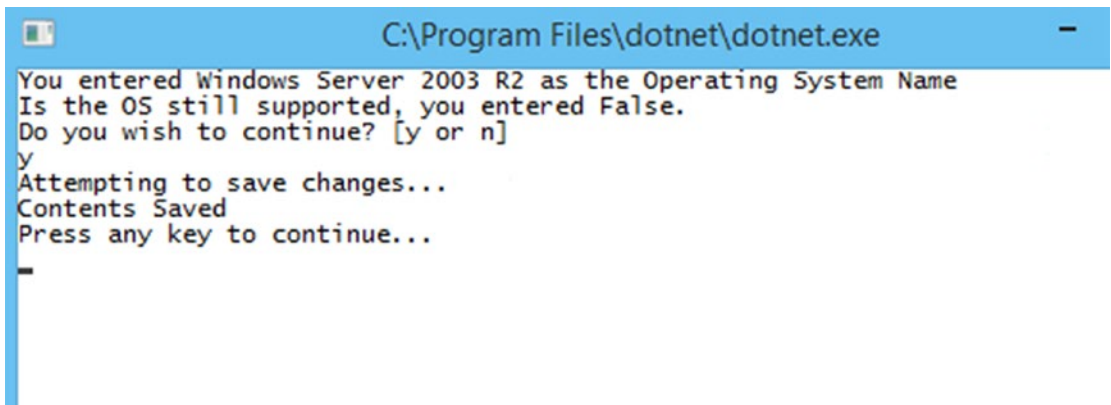 C:\Program Files\dotnet\dotnet.exe
You entered Windows Server 2003 R2 as the Operating System Name
Is the OS still supported, you entered False.
Do you wish to continue? [y or n]
y
Attempting to save changes...
Contents Saved
Press any key to continue...